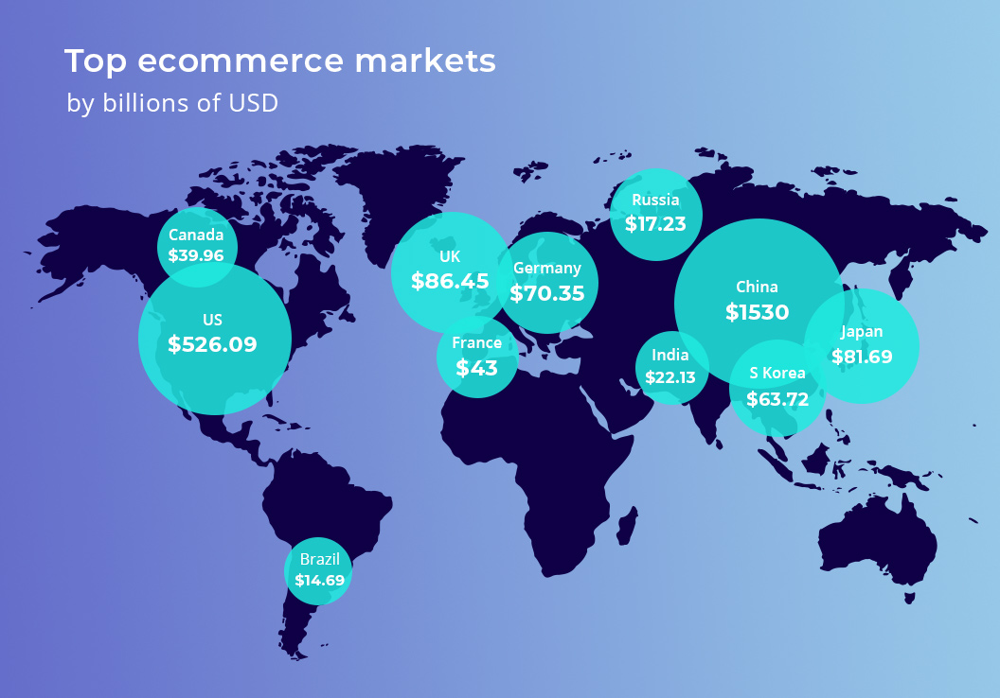 Top ecommerce markets
by billions of USD
Russia
$17.23
Canada
$39.96
UK
$86.45
Germany
$70.35
China
$1530
US
$526.09
France
$43
India
$22.13
Japan
$81.69
S Korea
$63.72
Brazil
$14.69